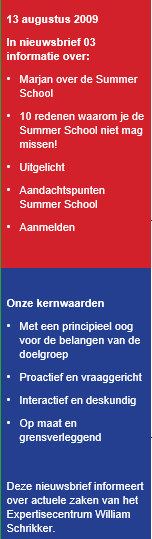 13 augustus 2009
In nieuwsbrief 03
informatie over:
• Marjan over de Summer
School
• 10 redenen waarom je de
Summer School niet mag
missen!
• Uitgelicht
• Aandachtspunten
Summer School
• Aanmelden
Onze kernwaarden
• Met een principieel oog
voor de belangen van de
doelgroep
• Proactief en vraaggericht
• Interactief en deskundig
• Op maat en
grensverleggend
Deze nieuwsbrief informeert
over actuele zaken van het
Expertisecentrum William
Schrikker.